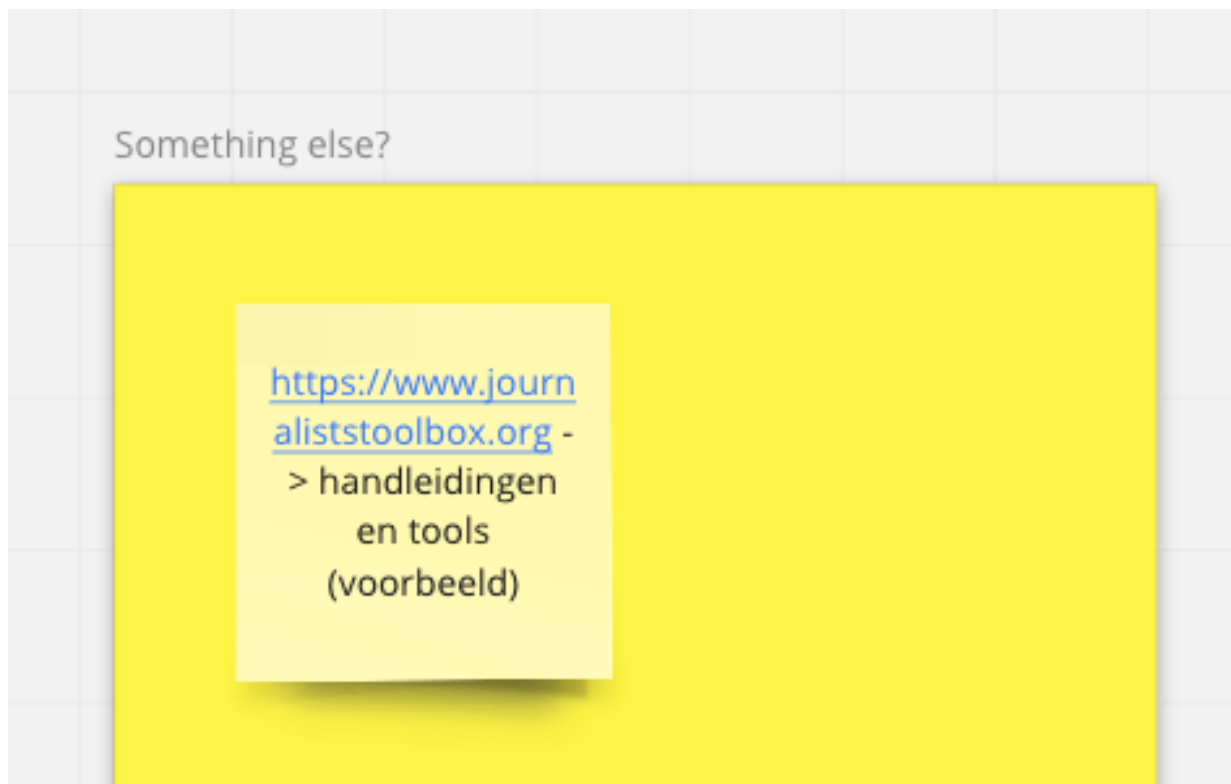 Something else?
https://www.journ
aliststoolbox.org -
> handleidingen
en tools
(voorbeeld)